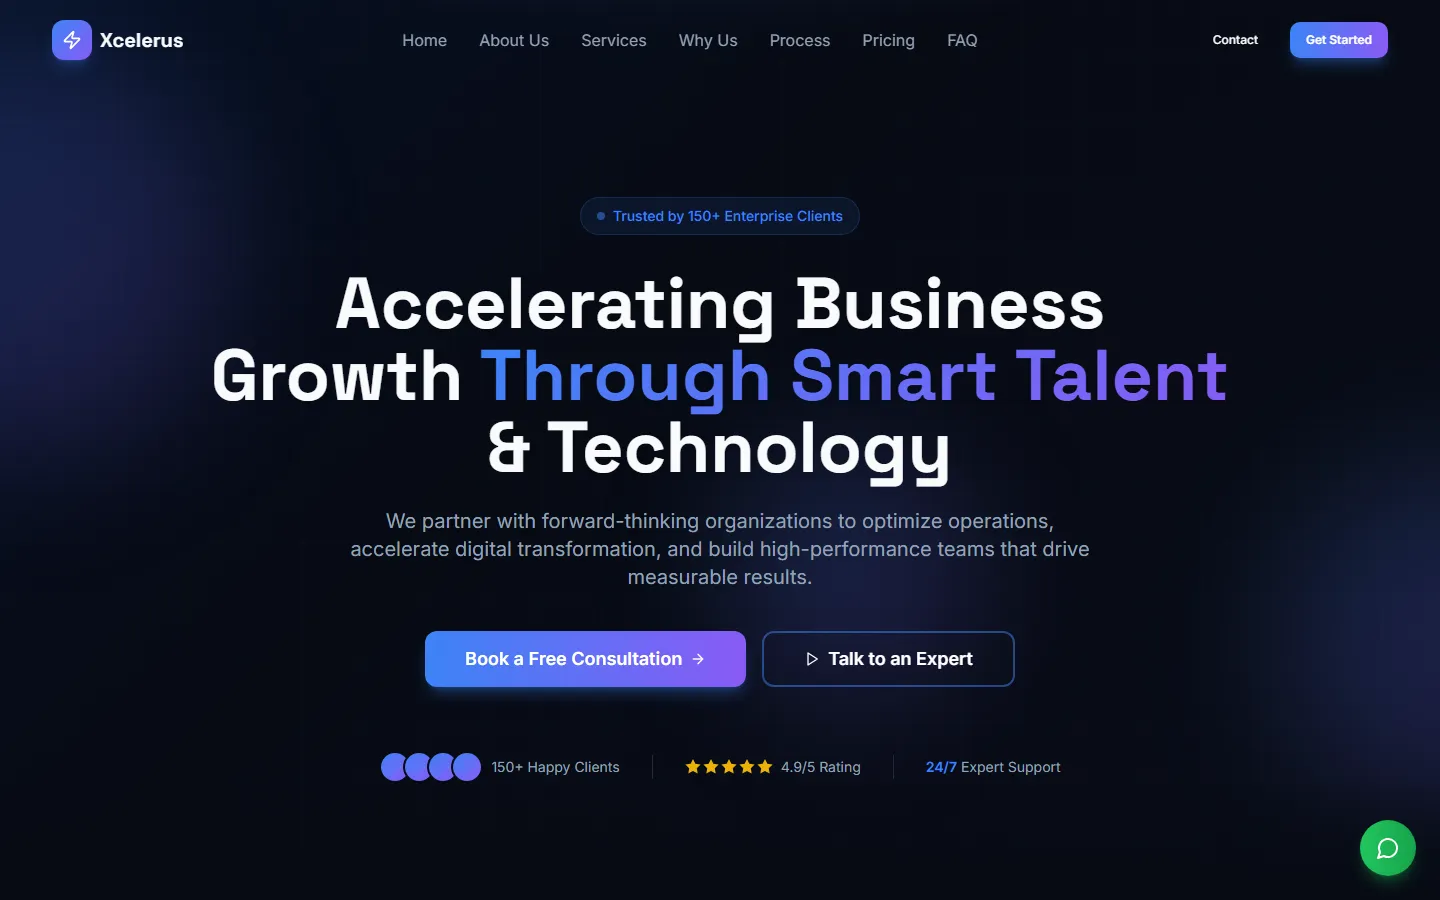 Xcelerus
Home About Us Services Why Us Process Pricing FAQ
Contact
Get Started
Trusted by 150+ Enterprise Clients
Accelerating Business
Growth Through Smart Talent
& Technology
We partner with forward-thinking organizations to optimize operations,
accelerate digital transformation, and build high-performance teams that drive
measurable results.
Book a Free Consultation
Talk to an Expert
150+ Happy Clients
4.9/5 Rating
24/7 Expert Support